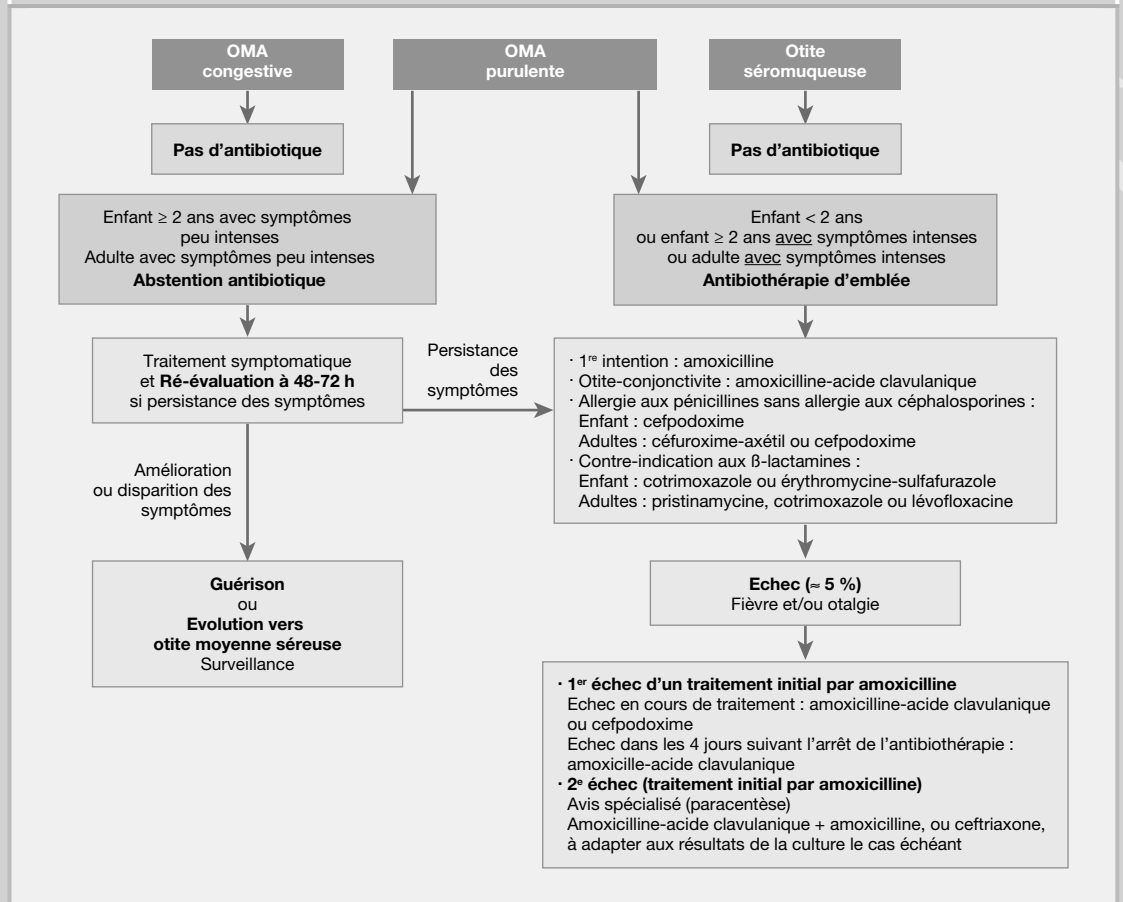 OMA
congestive
OMA
purulente
Otite
séromuqueuse
Pas d’antibiotique
Pas d’antibiotique
Enfant ≥ 2 ans avec symptômes
peu intenses
Adulte avec symptômes peu intenses
Abstention antibiotique
Enfant < 2 ans
ou enfant ≥ 2 ans avec symptômes intenses
ou adulte avec symptômes intenses
Antibiothérapie d’emblée
Traitement symptomatique
et Ré-évaluation à 48-72 h
si persistance des symptômes
Persistance
des
symptômes
· 1re intention : amoxicilline
· Otite-conjonctivite : amoxicilline-acide clavulanique
· Allergie aux pénicillines sans allergie aux céphalosporines :
Enfant : cefpodoxime
Adultes : céfuroxime-axétil ou cefpodoxime
· Contre-indication aux ß-lactamines :
Enfant : cotrimoxazole ou érythromycine-sulfafurazole
Adultes : pristinamycine, cotrimoxazole ou lévofloxacine
Amélioration
ou disparition des
symptômes
Guérison
ou
Evolution vers
otite moyenne séreuse
Surveillance
Echec (≈ 5 %)
Fièvre et/ou otalgie
· 1er échec d’un traitement initial par amoxicilline
Echec en cours de traitement : amoxicilline-acide clavulanique
ou cefpodoxime
Echec dans les 4 jours suivant l’arrêt de l’antibiothérapie :
amoxicille-acide clavulanique
· 2e échec (traitement initial par amoxicilline)
Avis spécialisé (paracentèse)
Amoxicilline-acide clavulanique + amoxicilline, ou ceftriaxone,
à adapter aux résultats de la culture le cas échéant